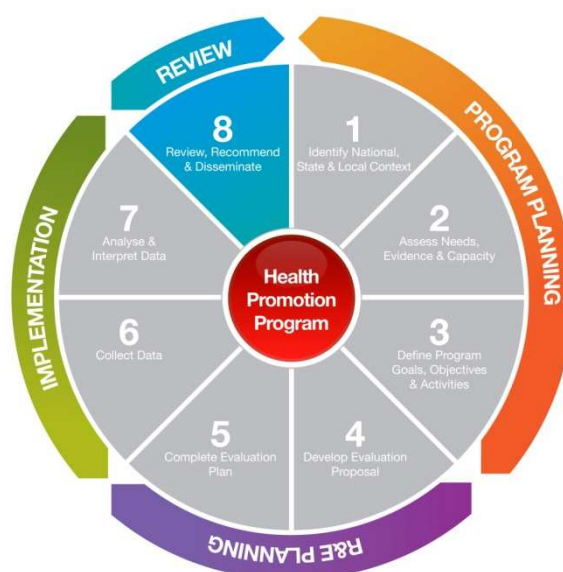 REVIEW
PROGRAM PLANNING
IMPLEMENTATION
R&E PLANNING
8
Review, Recommend
& Disseminate
1
Identify National,
State & Local Context
2
Assess Needs,
Evidence & Capacity
3
Define Program
Goals, Objectives
& Activities
4
Develop Evaluation
Proposal
5
Complete Evaluation
Plan
6
Collect Data
7
Analyse &
Interpret Data
Health
Promotion
Program